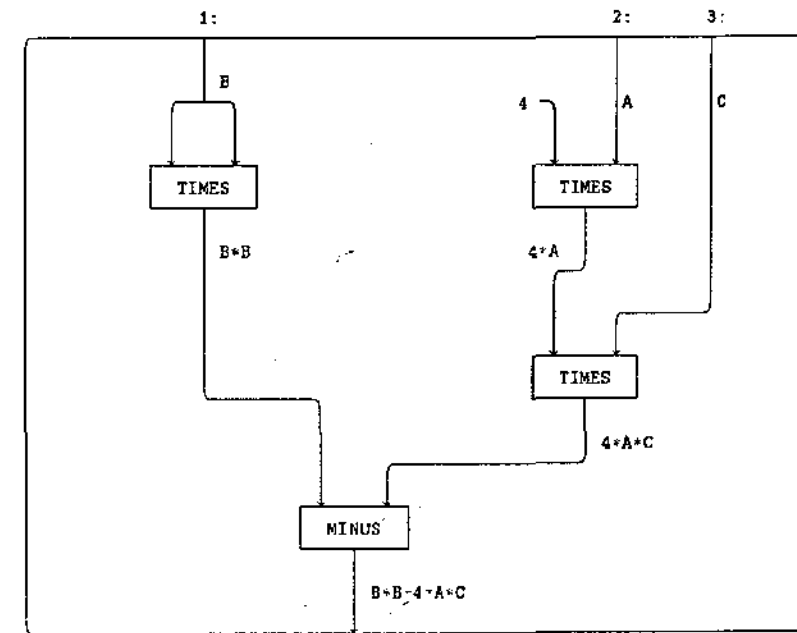 1: 2: 3:
B
4 A C
TIMES TIMES
B*B 4*A
TIMES
4*A*C
MINUS
B*B-4*A*C